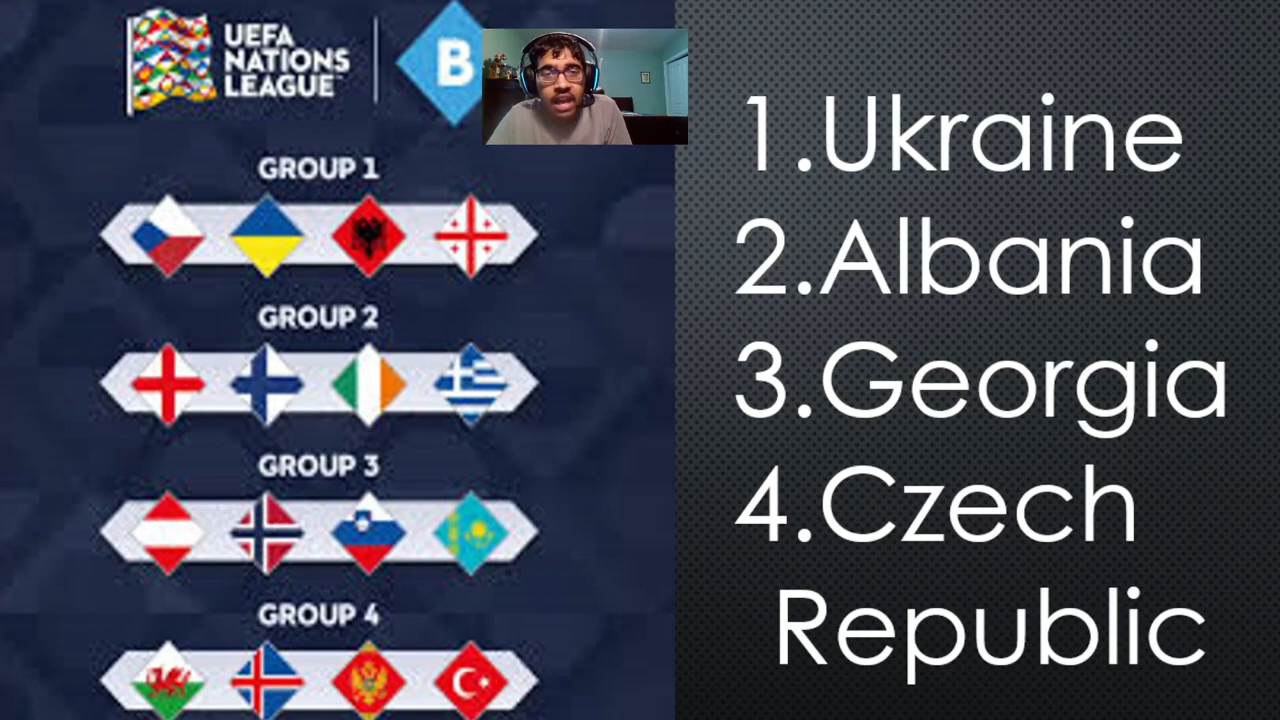 UEFA
NATIONS
LEAGUE
B
GROUP 1
GROUP 2
GROUP 3
GROUP 4
1.Ukraine
2.Albania
3.Georgia
4.Czech
Republic